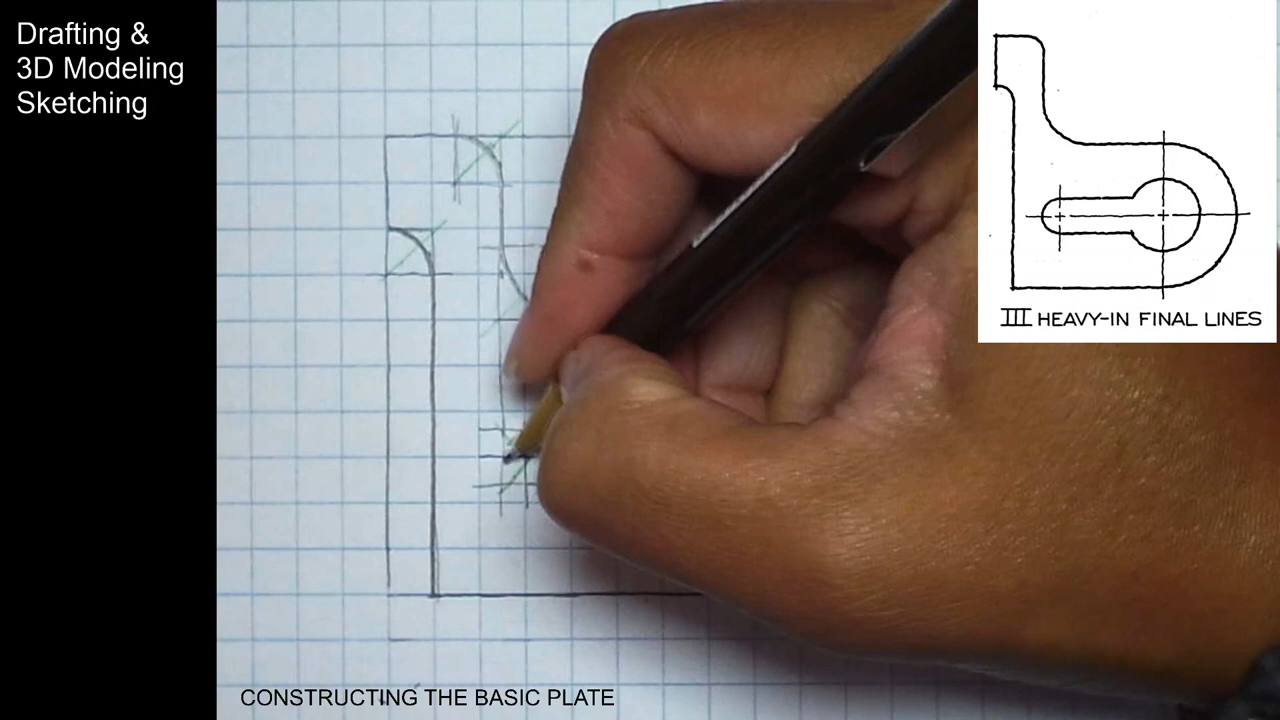 Drafting &
3D Modeling
Sketching
III HEAVY-IN FINAL LINES
CONSTRUCTING THE BASIC PLATE